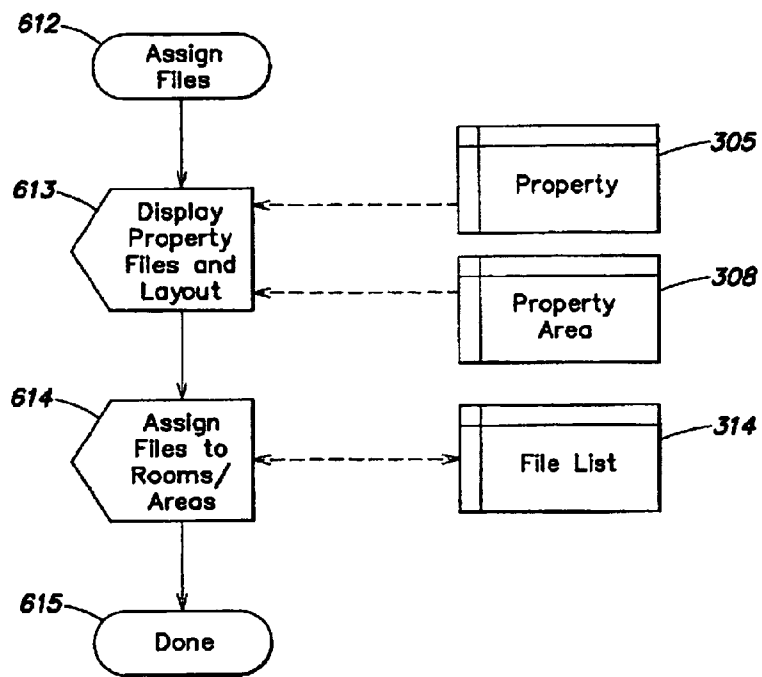 612
Assign
Files
305
Property
613
Display
Property
Files and
Layout
308
Property
Area
614
Assign
Files to
Rooms/
Areas
314
File List
615
Done